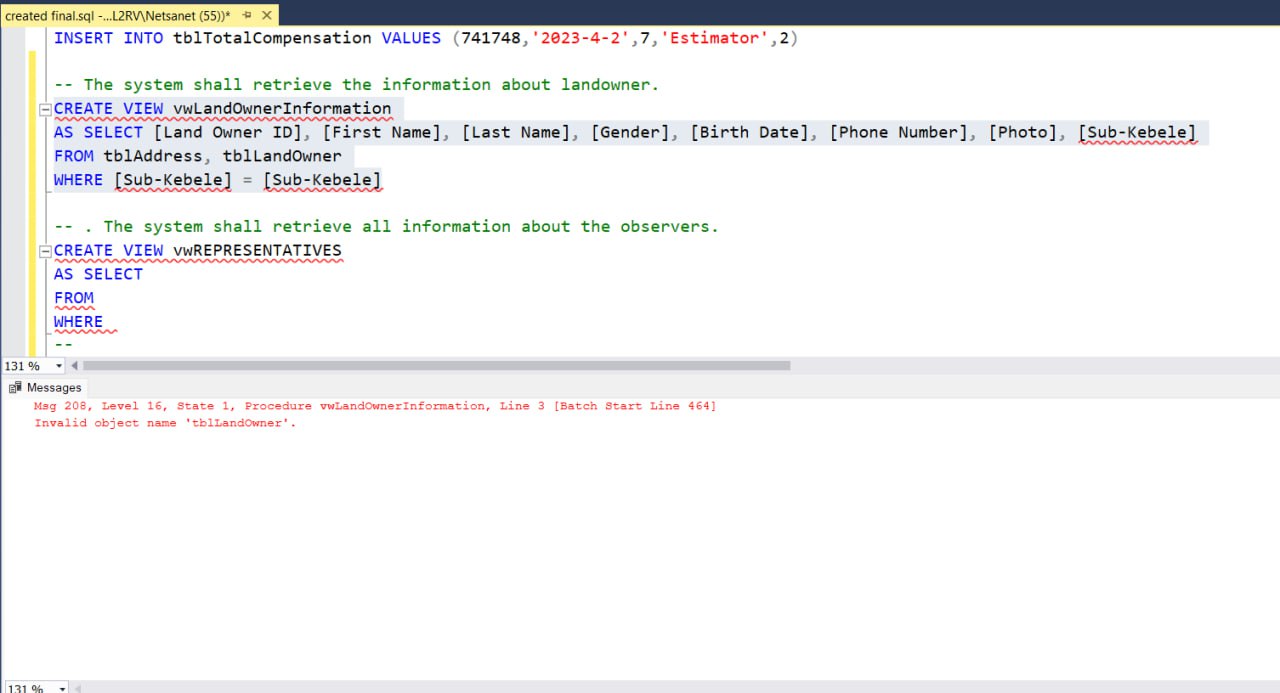 created final.sql -...L2RV\Netsanet (55))*
INSERT INTO tblTotalCompensation VALUES (741748,'2023-4-2',7,'Estimator',2)
-- The system shall retrieve the information about landowner.
CREATE VIEW vwLandOwnerInformation
AS SELECT [Land Owner ID], [First Name], [Last Name], [Gender], [Birth Date], [Phone Number], [Photo], [Sub-Kebele]
FROM tblAddress, tblLandOwner
WHERE [Sub-Kebele] = [Sub-Kebele]
-- . The system shall retrieve all information about the observers.
CREATE VIEW vwREPRESENTATIVES
AS SELECT
FROM
WHERE
--
131 %
Messages
Msg 208, Level 16, State 1, Procedure vwLandOwnerInformation, Line 3 [Batch Start Line 464]
Invalid object name 'tblLandOwner'.
131 %